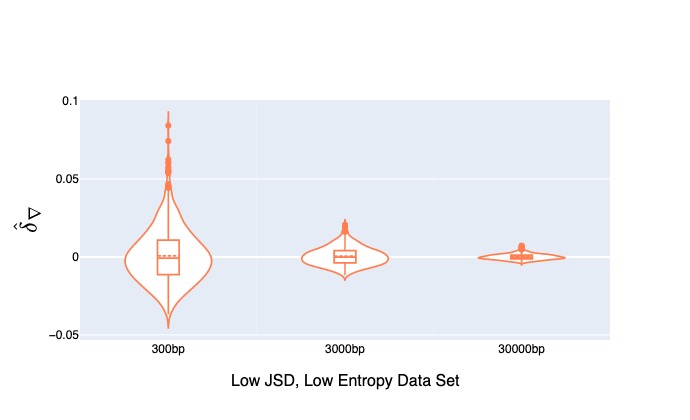 0.1
0.05
δ̂∇
0
−0.05
300bp
3000bp
30000bp
Low JSD, Low Entropy Data Set